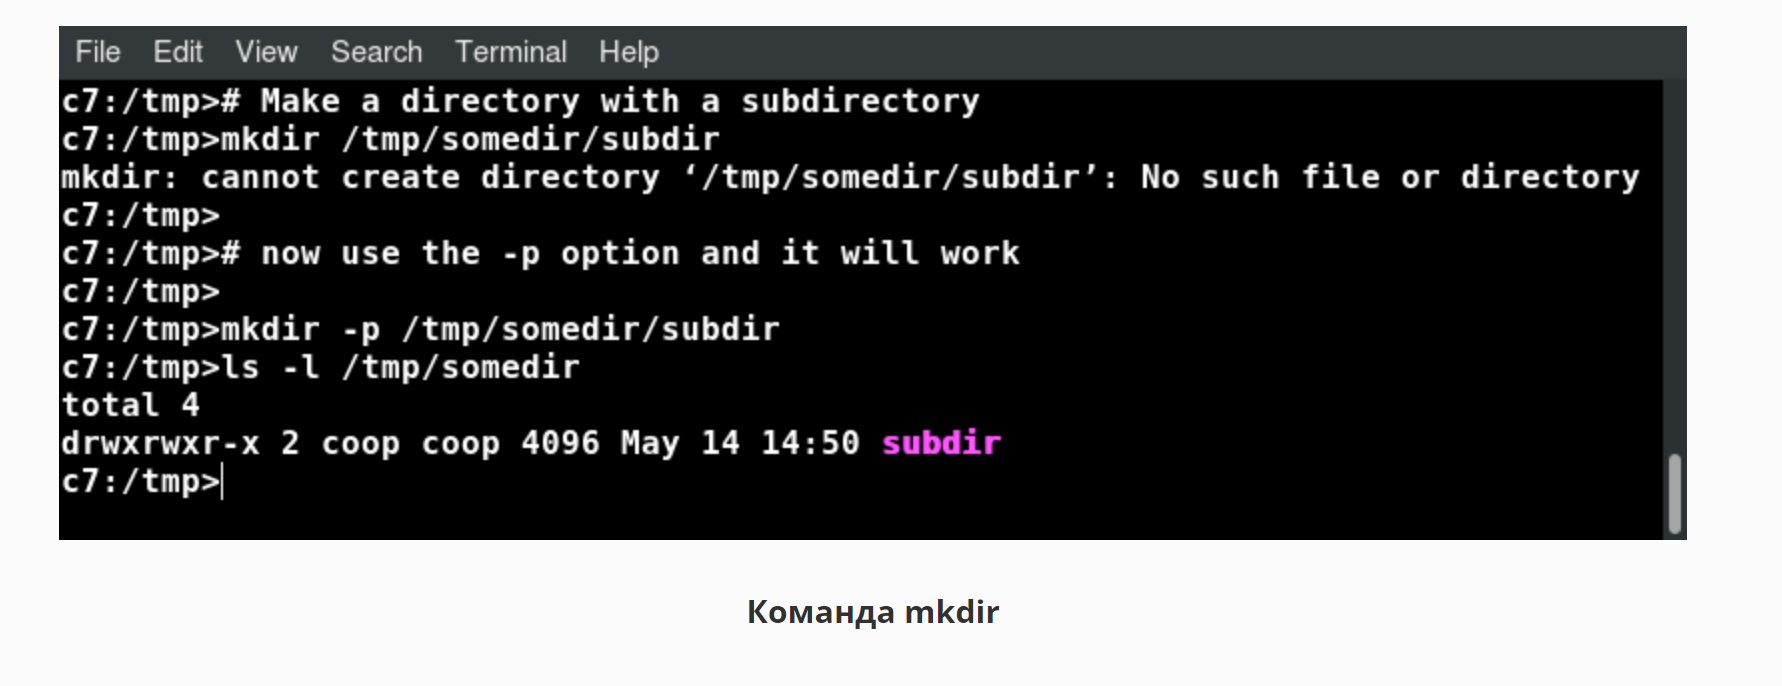 File Edit View Search Terminal Help
c7:/tmp># Make a directory with a subdirectory
c7:/tmp>mkdir /tmp/somedir/subdir
mkdir: cannot create directory ‘/tmp/somedir/subdir’: No such file or directory
c7:/tmp>
c7:/tmp># now use the -p option and it will work
c7:/tmp>
c7:/tmp>mkdir -p /tmp/somedir/subdir
c7:/tmp>ls -l /tmp/somedir
total 4
drwxrwxr-x 2 coop coop 4096 May 14 14:50 subdir
c7:/tmp>
Команда mkdir